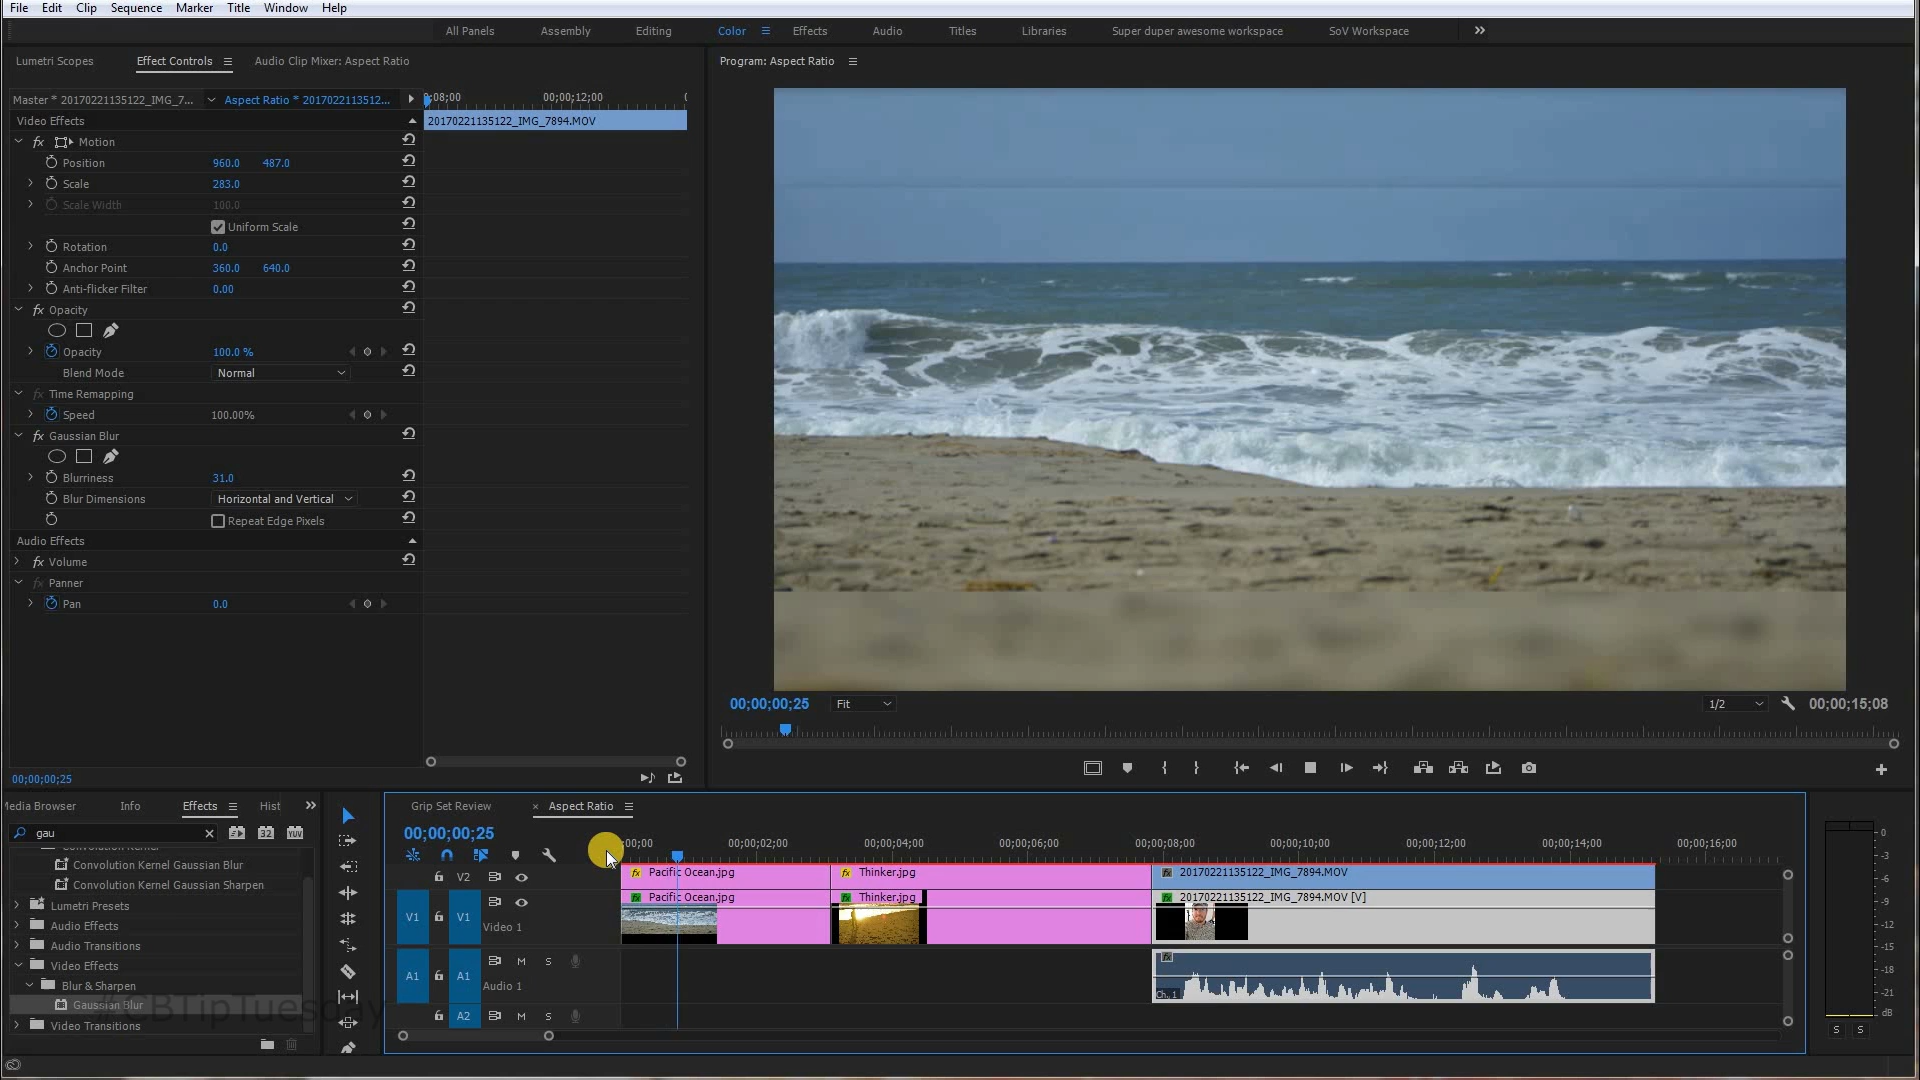 File Edit Clip Sequence Marker Title Window Help
All Panels Assembly Editing Color Effects Audio Titles Libraries Super duper awesome workspace SoV Workspace
Lumetri Scopes Effect Controls Audio Clip Mixer: Aspect Ratio
Program: Aspect Ratio
Master * 20170221135122_IMG_7... Aspect Ratio * 2017022113512...
;08;00 00;00;12;00
Video Effects
20170221135122_IMG_7894.MOV
fx Motion
Position 960.0 487.0
Scale 283.0
Scale Width 100.0
Uniform Scale
Rotation 0.0
Anchor Point 360.0 640.0
Anti-flicker Filter 0.00
fx Opacity
Opacity 100.0 %
Blend Mode Normal
fx Time Remapping
Speed 100.00%
fx Gaussian Blur
Blurriness 31.0
Blur Dimensions Horizontal and Vertical
Repeat Edge Pixels
Audio Effects
fx Volume
fx Panner
Pan 0.0
00;00;00;25
00;00;00;25 Fit 1/2 00;00;15;08
Media Browser Info Effects Hist
gau 32 YUV
Convolution Kernel Gaussian Blur
Convolution Kernel Gaussian Sharpen
Lumetri Presets
Audio Effects
Audio Transitions
Video Effects
Blur & Sharpen
Gaussian Blur
Video Transitions
#CBTipTuesday
Grip Set Review × Aspect Ratio
00;00;00;25
;00;00 00;00;02;00 00;00;04;00 00;00;06;00 00;00;08;00 00;00;10;00 00;00;12;00 00;00;14;00 00;00;16;00
V2 fx Pacific Ocean.jpg fx Thinker.jpg fx 20170221135122_IMG_7894.MOV
V1 V1 Video 1 fx Pacific Ocean.jpg fx Thinker.jpg fx 20170221135122_IMG_7894.MOV [V]
A1 A1 M S Audio 1 fx Ch. 1
A2 M S
0
-3
-6
-9
-12
-15
-18
-21
dB
S S